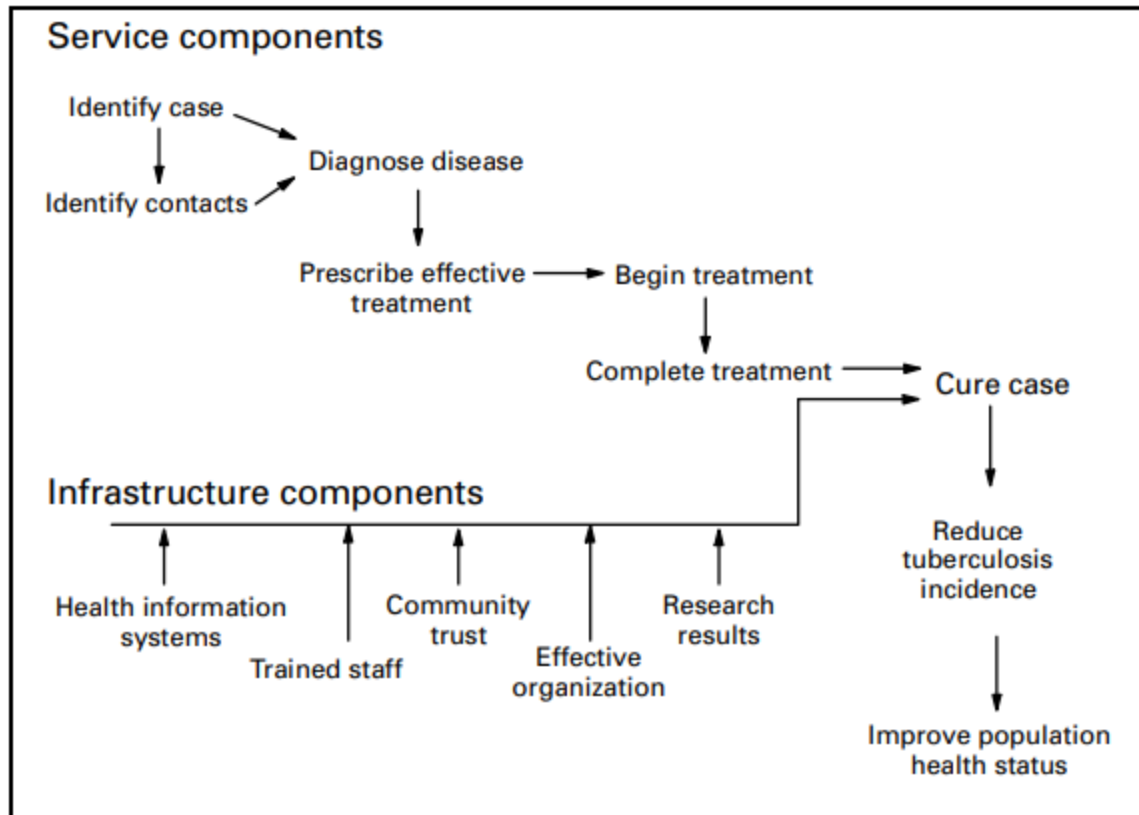 Service components
Identify case
Diagnose disease
Identify contacts
Prescribe effective
treatment
Begin treatment
Complete treatment
Cure case
Infrastructure components
Health information
systems
Trained staff
Community
trust
Effective
organization
Research
results
Reduce
tuberculosis
incidence
Improve population
health status